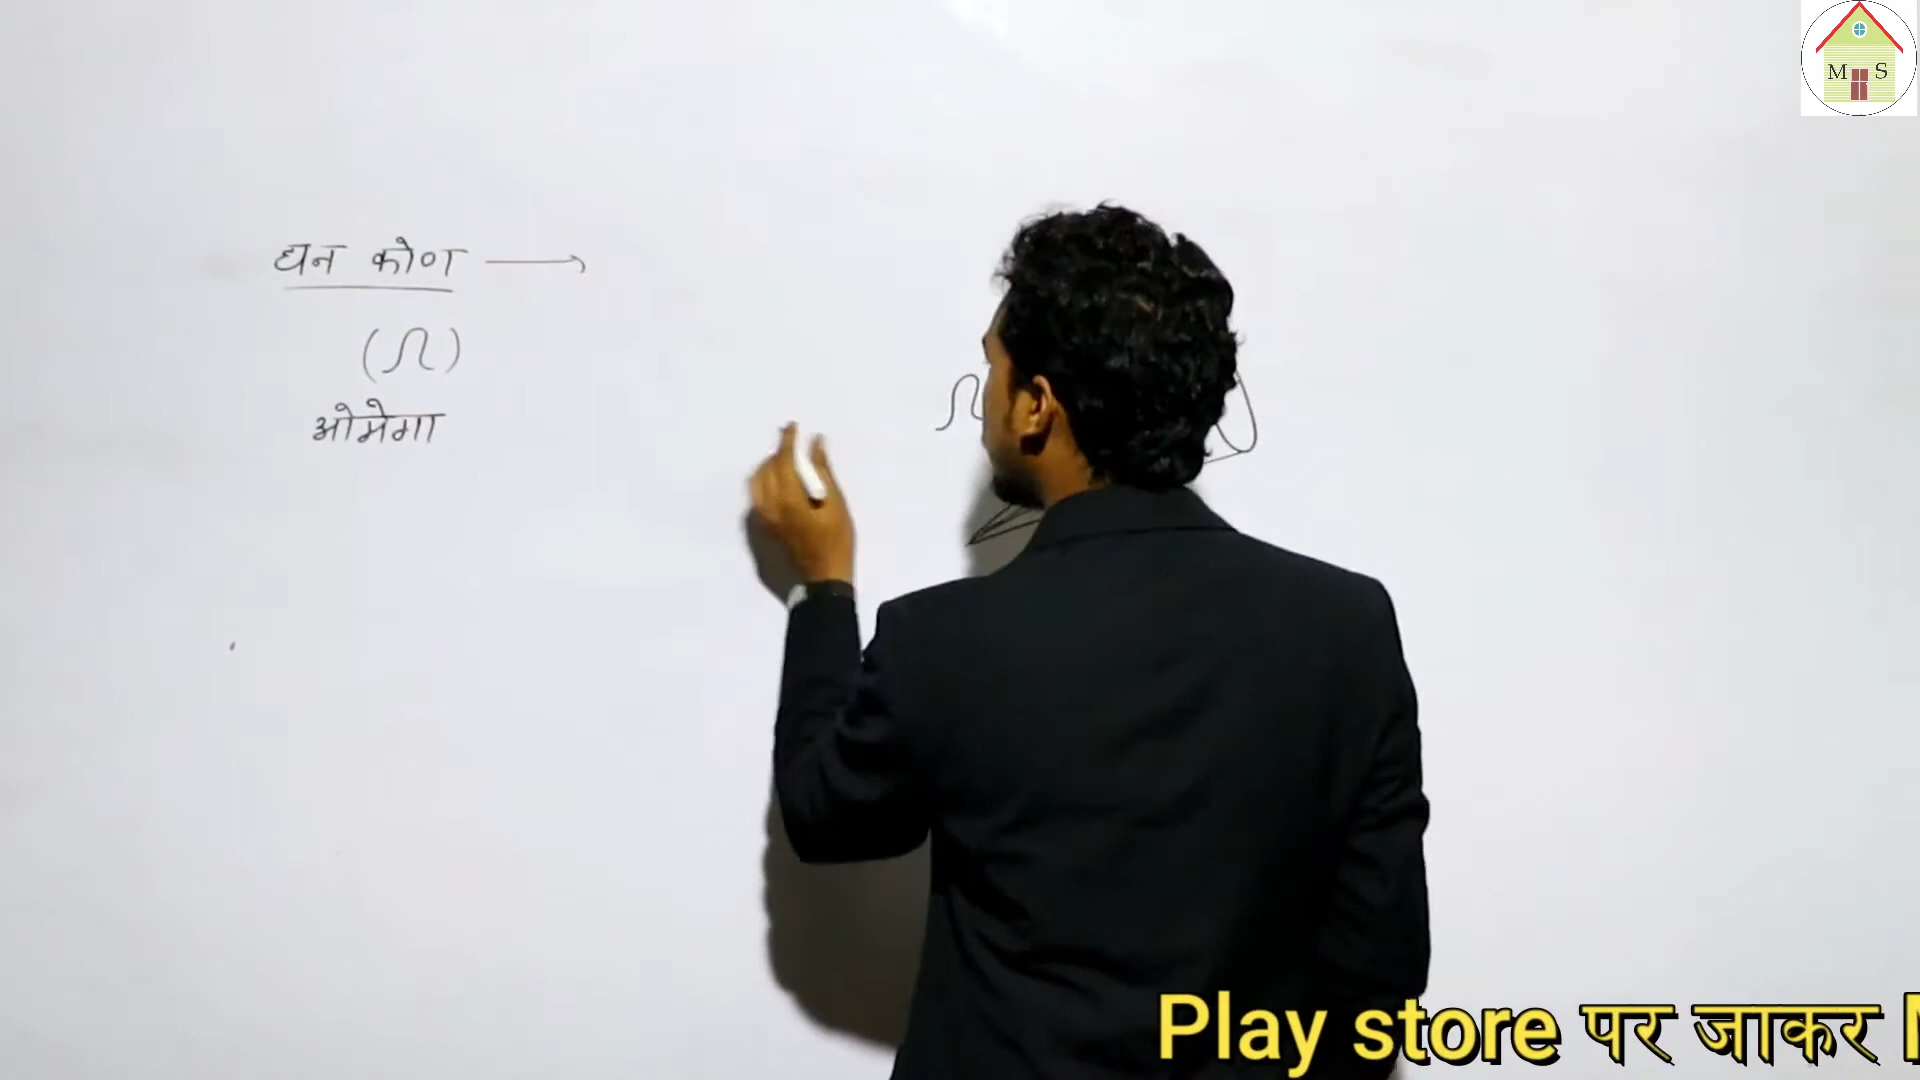 घन कोण →
(Ω)
ओमेगा
Ω
M S
Play store पर जाकर